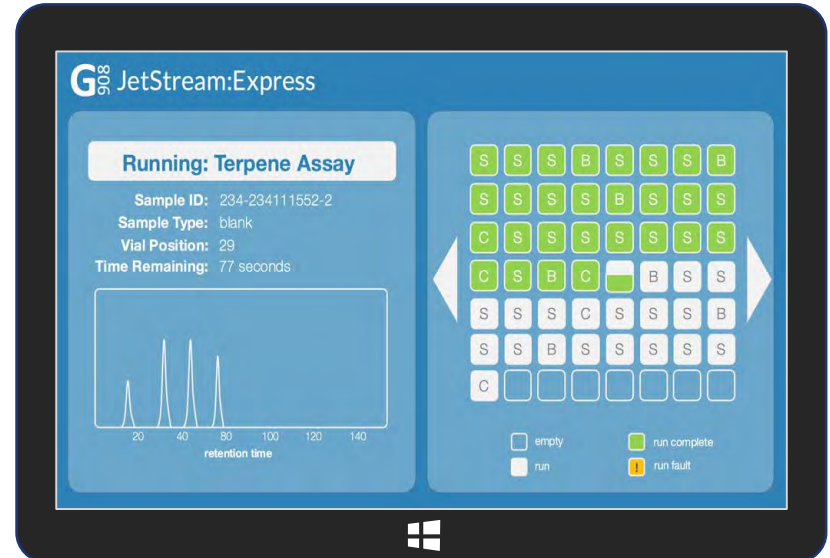 G 908 JetStream:Express
Running: Terpene Assay
Sample ID: 234-234111552-2
Sample Type: blank
Vial Position: 29
Time Remaining: 77 seconds
20 40 80 100 120 140
retention time
S S S B S S S B
S S S S B S S S
C S S S S S S S
C S B C B S S
S S S C S S S B
S S B S S S S S
C
empty
run complete
run
! run fault